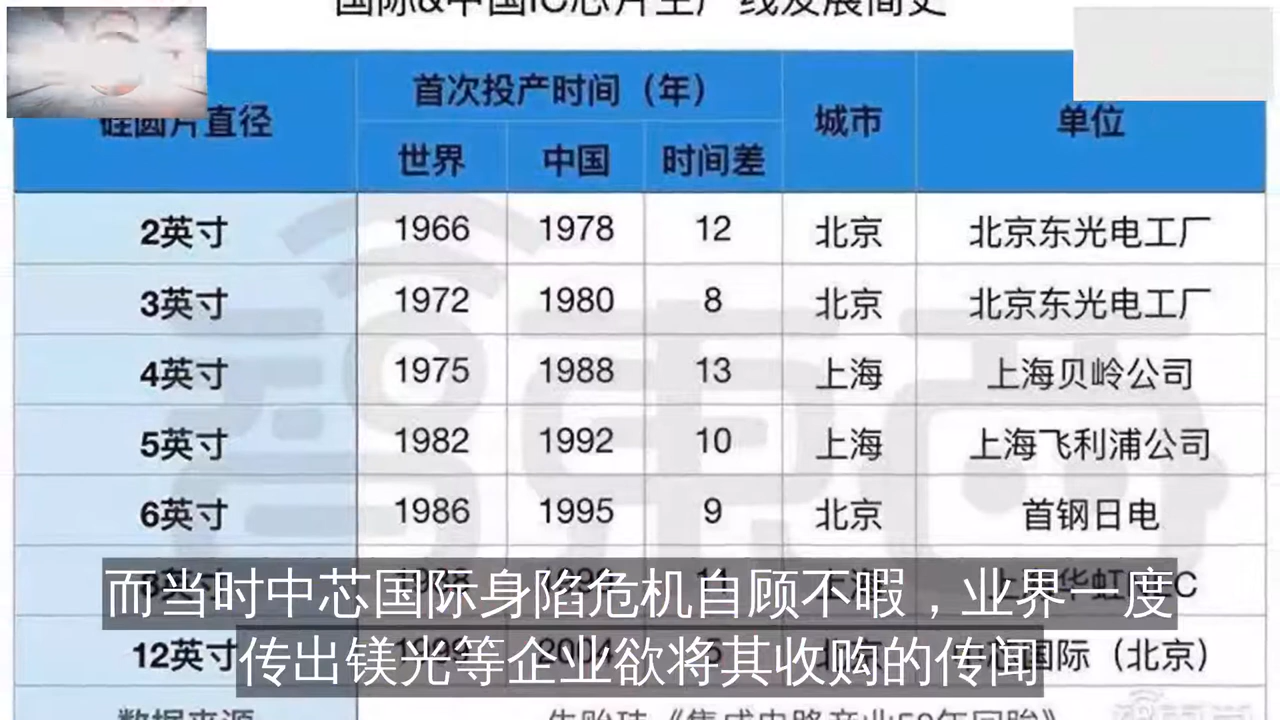 国际&中国IC芯片生产线发展简史
硅圆片直径 首次投产时间（年） 城市 单位
世界 中国 时间差
2英寸 1966 1978 12 北京 北京东光电工厂
3英寸 1972 1980 8 北京 北京东光电工厂
4英寸 1975 1988 13 上海 上海贝岭公司
5英寸 1982 1992 10 上海 上海飞利浦公司
6英寸 1986 1995 9 北京 首钢日电
而当时中芯国际身陷危机自顾不暇，业界一度
传出镁光等企业欲将其收购的传闻
12英寸 国际（北京）
数据来源